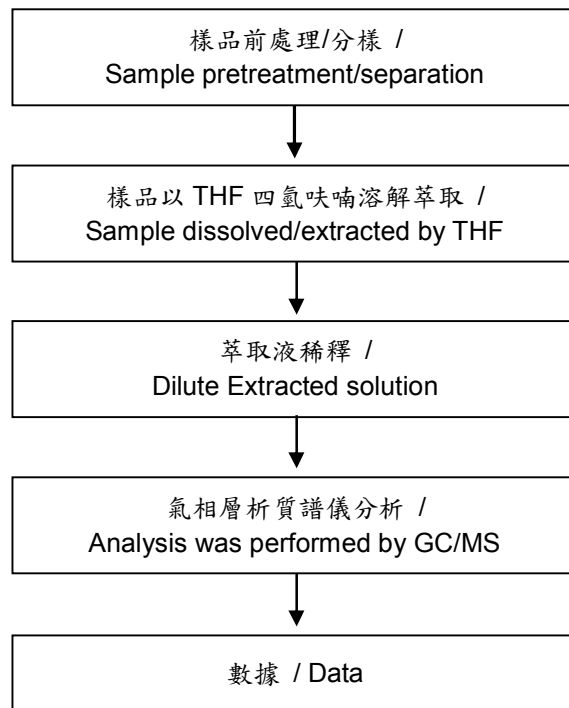 樣品前處理/分樣 /
Sample pretreatment/separation
樣品以 THF 四氫呋喃溶解萃取 /
Sample dissolved/extracted by THF
萃取液稀釋 /
Dilute Extracted solution
氣相層析質譜儀分析 /
Analysis was performed by GC/MS
數據 / Data